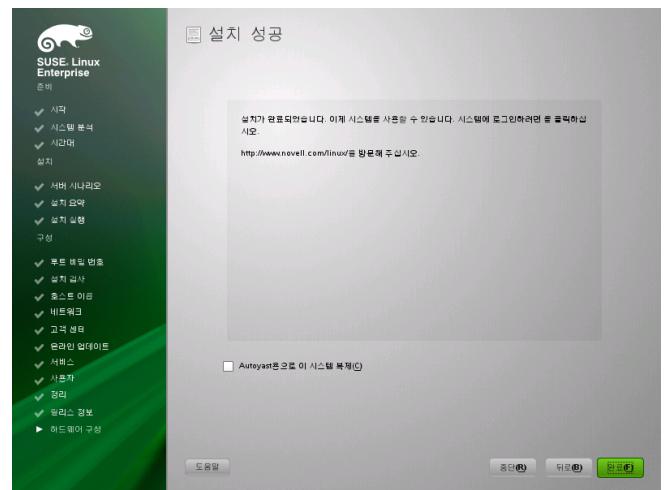 SUSE. Linux
Enterprise
준비
시작
시스템 분석
시간대
설치
서버 시나리오
설치 요약
설치 실행
구성
루트 비밀 번호
설치 검사
호스트 이름
네트워크
고객 센터
온라인 업데이트
서비스
사용자
정리
릴리스 정보
하드웨어 구성
설치 성공
설치가 완료되었습니다. 이제 시스템를 사용할 수 있습니다. 시스템에 로그인하려면 를 클릭하십
시오.
http://www.novell.com/linux/를 방문해 주십시오.
Autoyast용으로 이 시스템 복제(C)
도움말
중단(R)
뒤로(B)
완료(F)